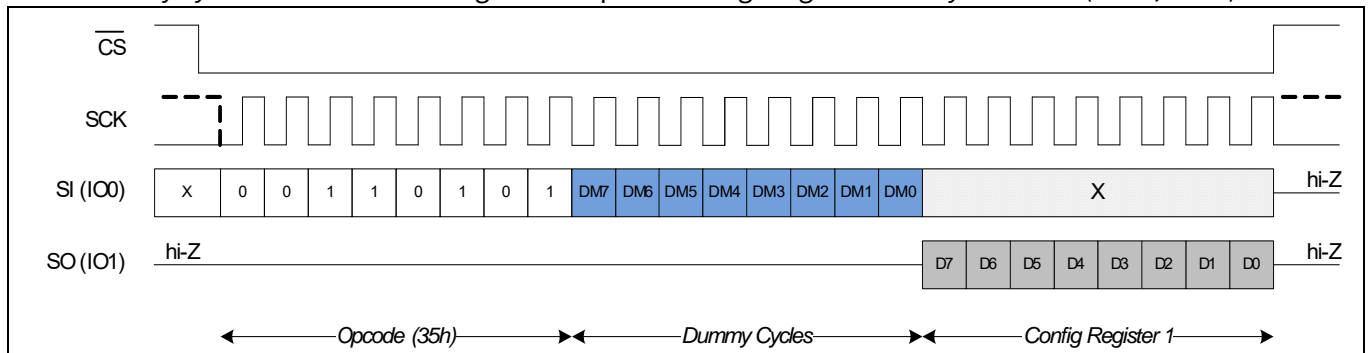 CS
SCK
SI (IO0) X 0 0 1 1 0 1 0 1 DM7 DM6 DM5 DM4 DM3 DM2 DM1 DM0 X hi-Z
SO (IO1) hi-Z D7 D6 D5 D4 D3 D2 D1 D0 hi-Z
Opcode (35h) Dummy Cycles Config Register 1